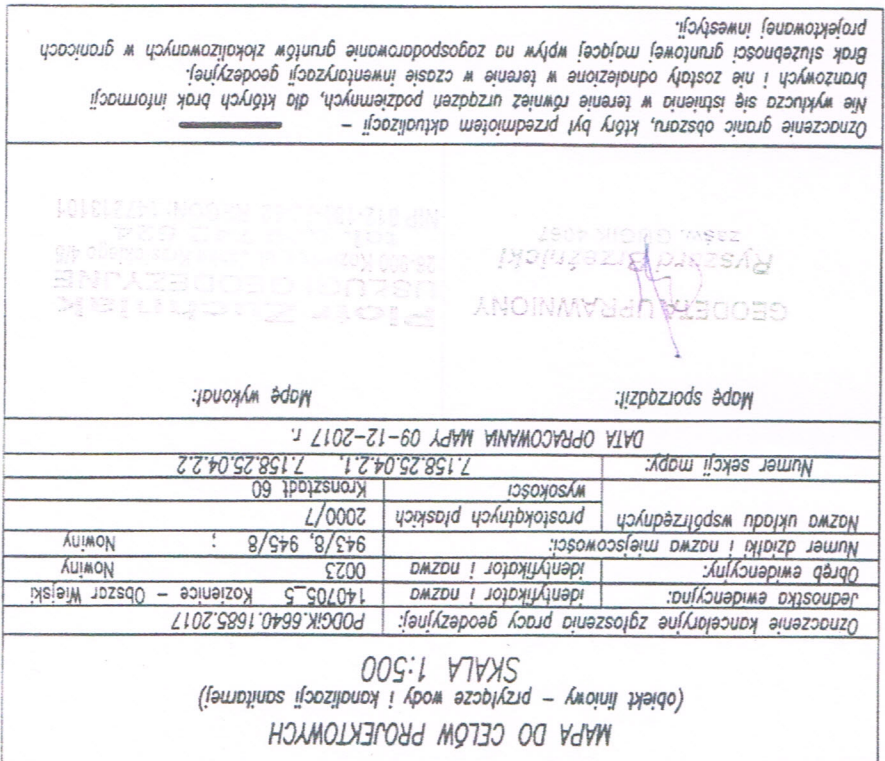 MAPA DO CELÓW PROJEKTOWYCH
(obiekt liniowy – przyłącze wody i kanalizacji sanitarnej)
SKALA 1:500
Oznaczenie kancelaryjne zgłoszenia pracy geodezyjnej: PODGiK.6640.1685.2017
Jednostka ewidencyjna: identyfikator i nazwa 140705_5 Kozienice – Obszar Wiejski
Obręb ewidencyjny: identyfikator i nazwa 0023 Nowiny
Numer działki i nazwa miejscowości: 943/8, 945/8 ; Nowiny
Nazwa układu współrzędnych prostokątnych płaskich 2000/7
wysokości Kronsztadt 60
Numer sekcji mapy: 7.158.25.04.2.1, 7.158.25.04.2.2
DATA OPRACOWANIA MAPY 09-12-2017 r.
Mapę sporządził: Mapę wykonał:
GEODETA UPRAWNIONY
Ryszard Brzeźnicki
USŁUGI GEODEZYJNE
Oznaczenie granic obszaru, który był przedmiotem aktualizacji –
Nie wyklucza się istnienia w terenie również urządzeń podziemnych, dla których brak informacji
branżowych i nie zostały odnalezione w terenie w czasie inwentaryzacji geodezyjnej.
Brak służebności gruntowej mającej wpływ na zagospodarowanie gruntów zlokalizowanych w granicach
projektowanej inwestycji.